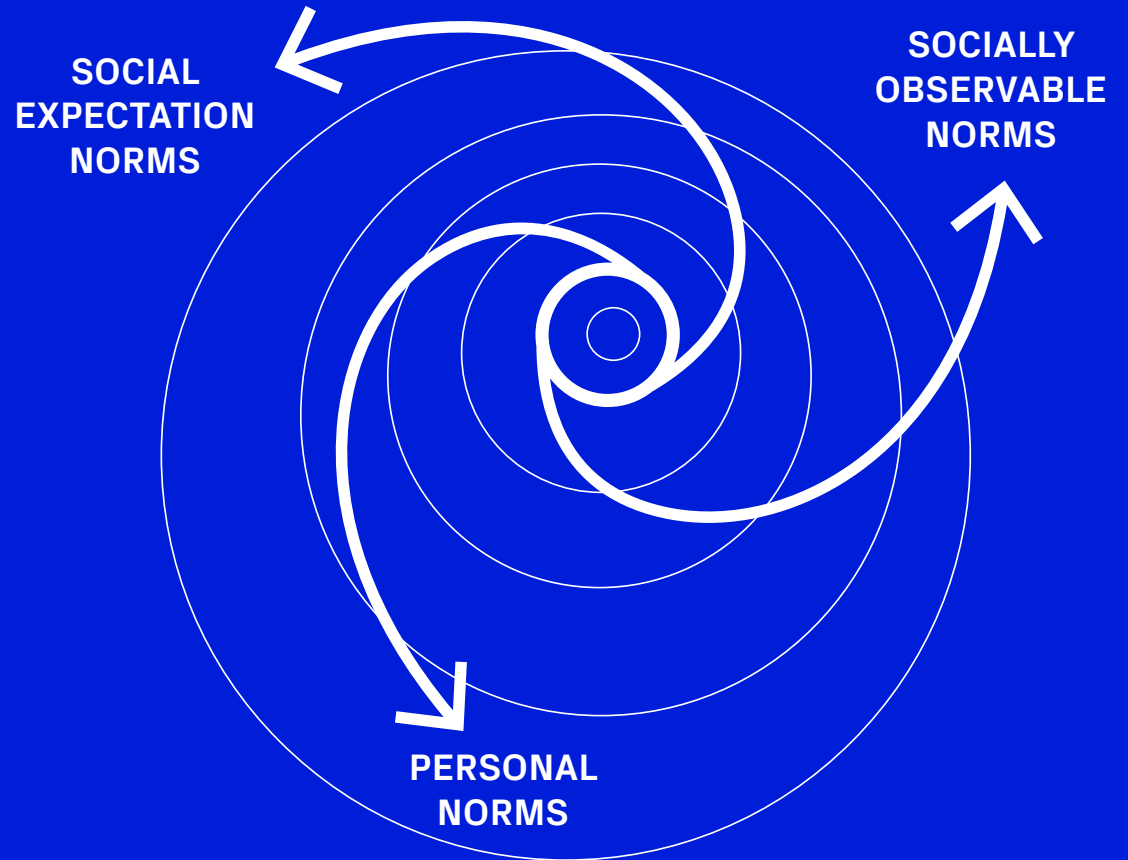 SOCIAL
EXPECTATION
NORMS
SOCIALLY
OBSERVABLE
NORMS
PERSONAL
NORMS